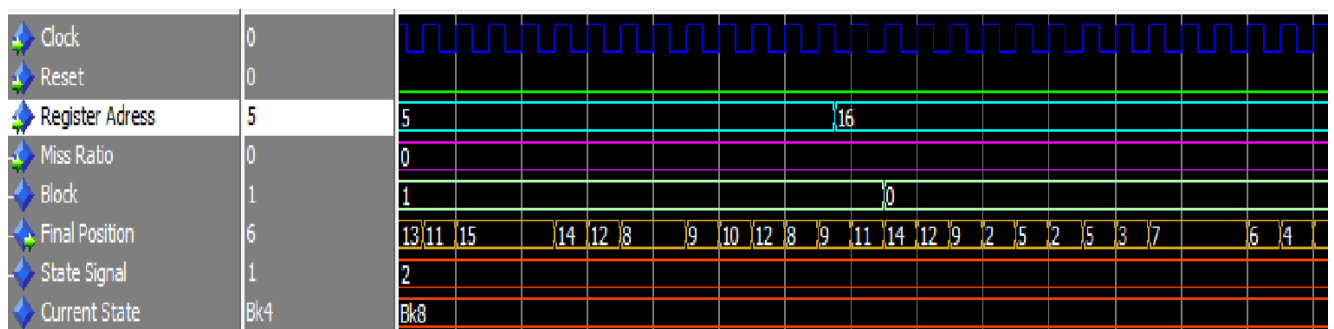 Clock 0
Reset 0
Register Adress 5 5 16
Miss Ratio 0 0
Block 1 1 0
Final Position 6 13 11 15 14 12 8 9 10 12 8 9 11 14 12 9 2 5 2 5 3 7 6 4
State Signal 1 2
Current State Bk4 Bk8